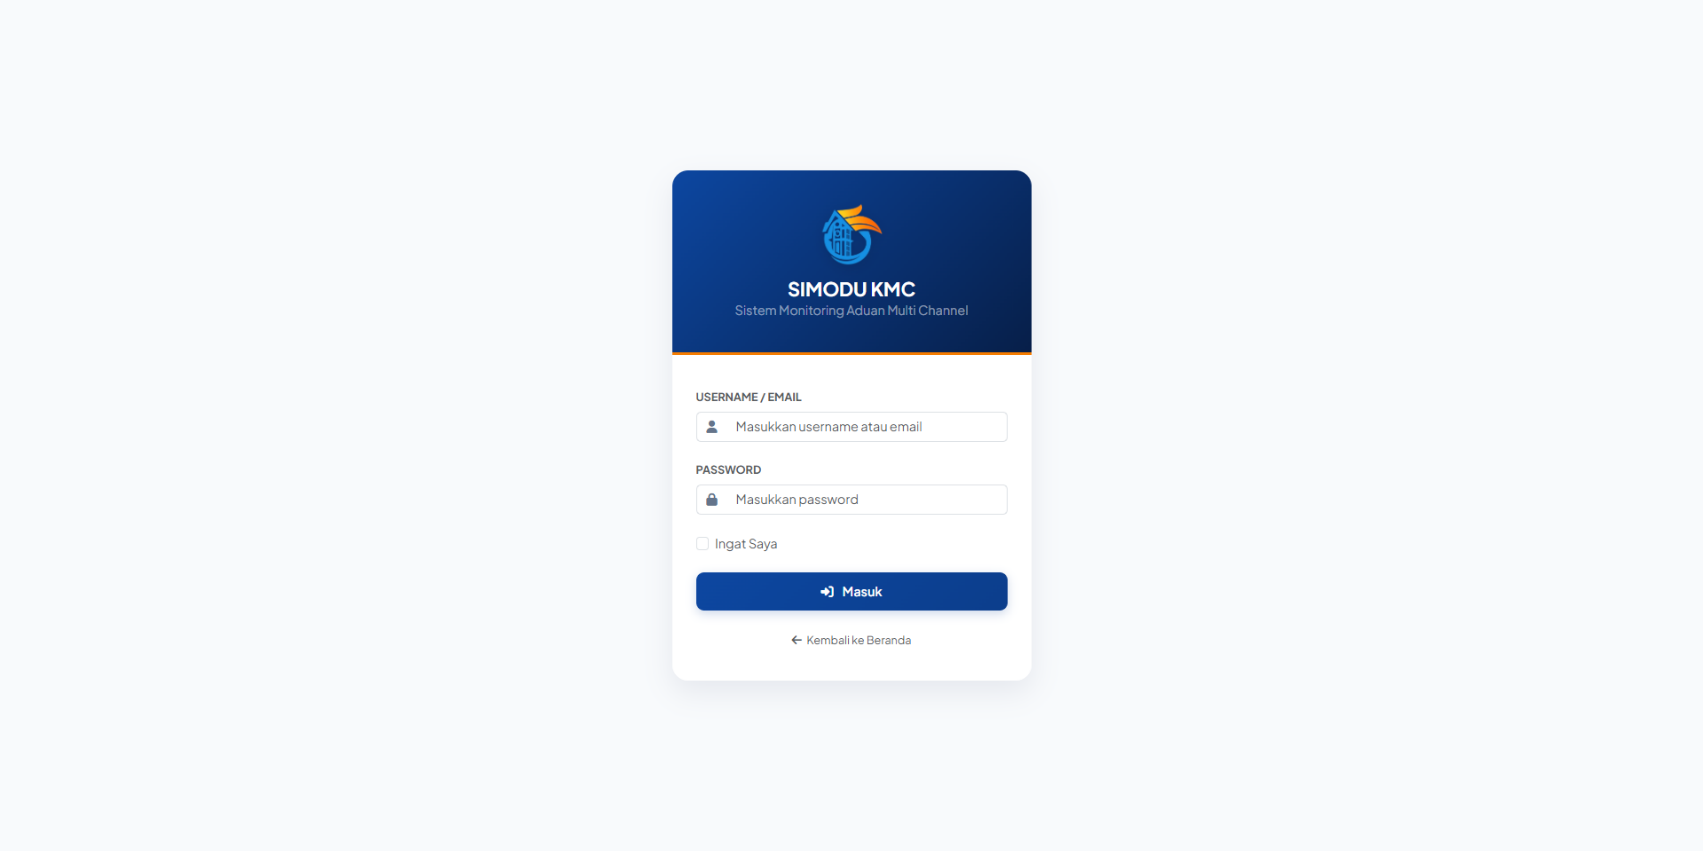 SIMODU KMC
Sistem Monitoring Aduan Multi Channel
USERNAME / EMAIL
Masukkan username atau email
PASSWORD
Masukkan password
Ingat Saya
Masuk
Kembali ke Beranda